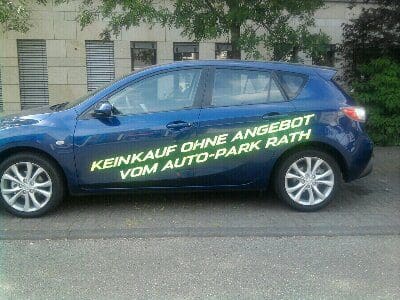 KEINKAUF OHNE ANGEBOT
VOM AUTO-PARK RATH